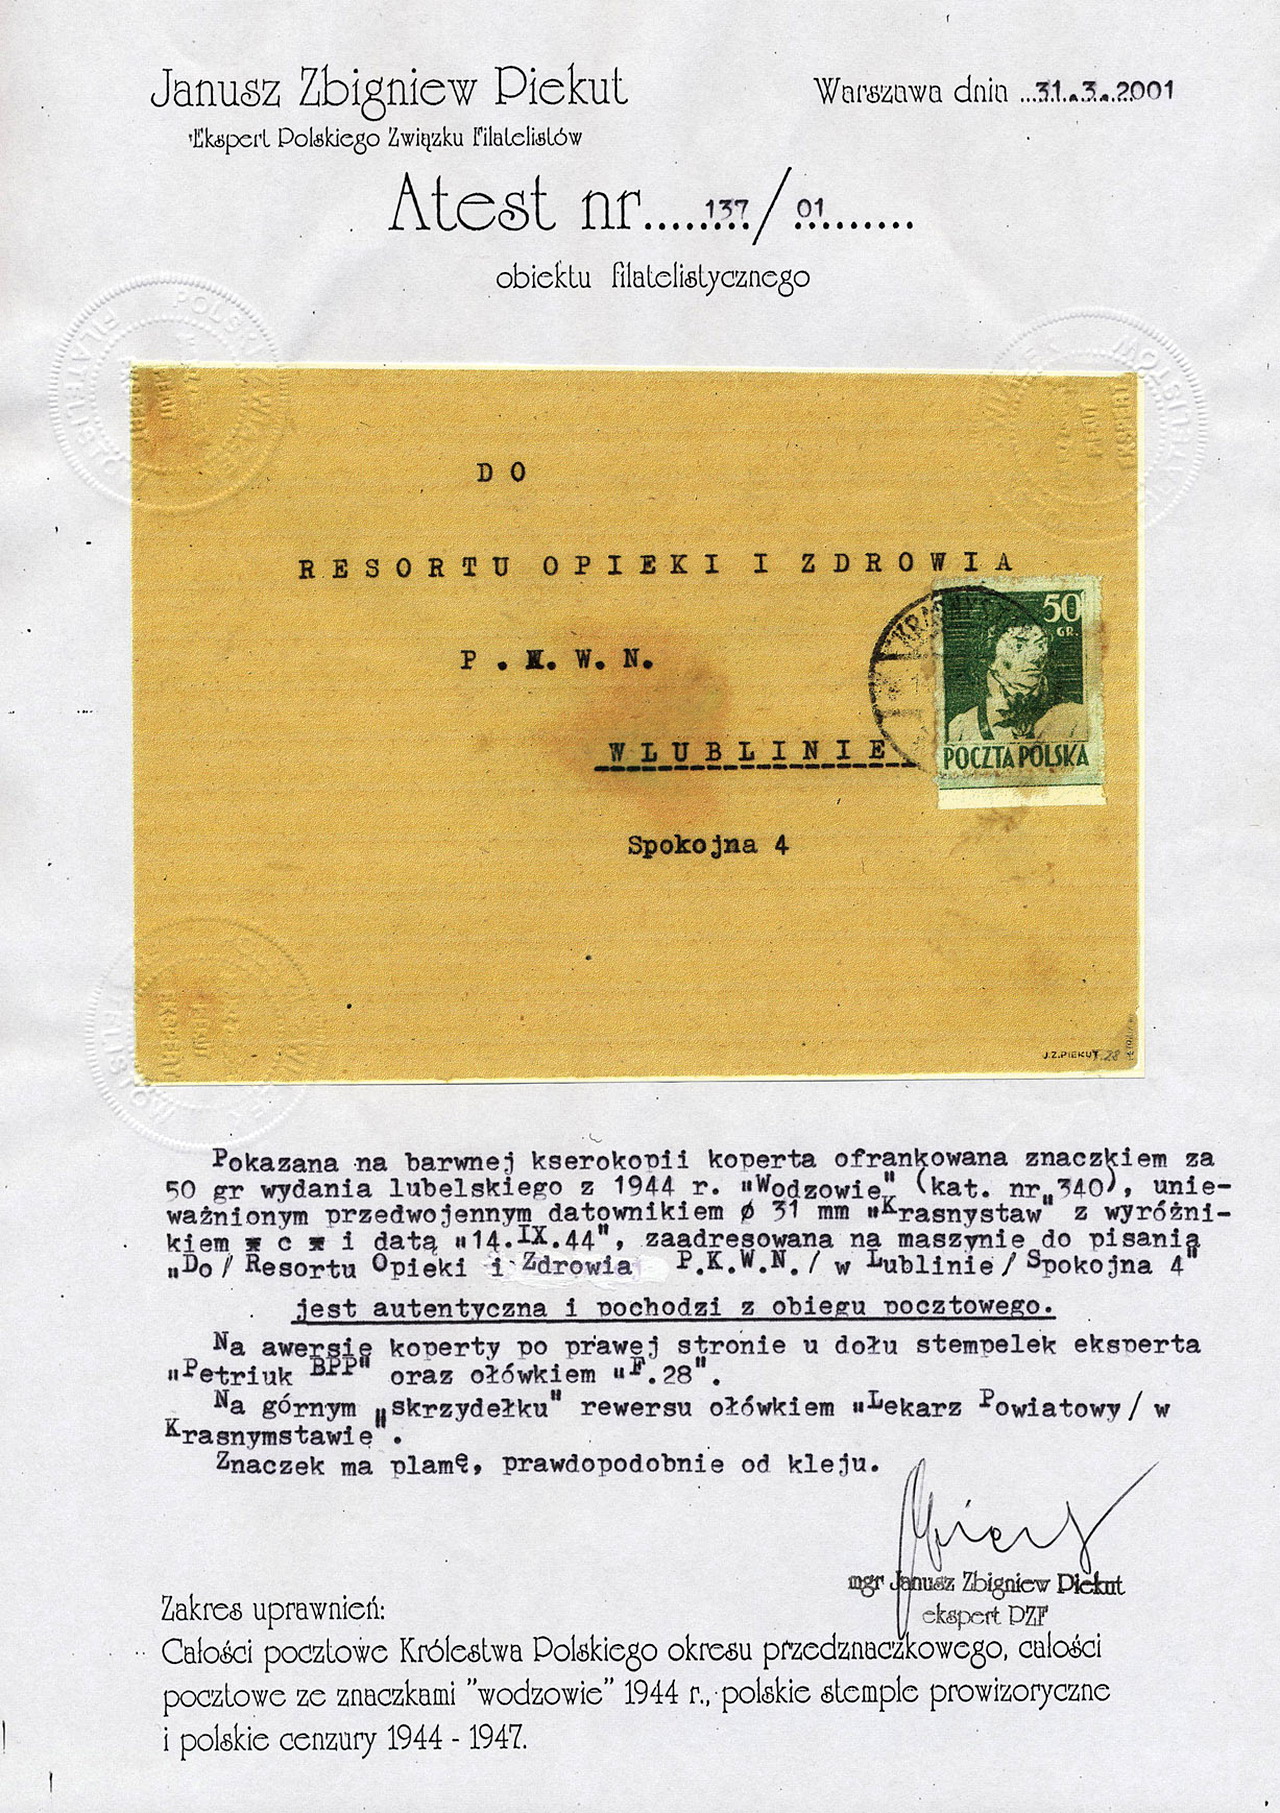 Janusz Zbigniew Piekut
Ekspert Polskiego Związku Filatelistów
Warszawa dnia ...31.3.2001
Atest nr.....137/01.........
obiektu filatelistycznego
DO
RESORTU OPIEKI I ZDROWIA
P.K.W.N.
W LUBLINIE
Spokojna 4
KRASNYS
50
GR.
POCZTA POLSKA
J.Z.PIEKUT
F.28
POLSKI
EKSPERT
Pokazana na barwnej kserokopii koperta ofrankowana znaczkiem za
50 gr wydania lubelskiego z 1944 r. "Wodzowie" (kat. nr 340), unie-
ważnionym przedwojennym datownikiem ø 31 mm "Krasnystaw" z wyróżni-
kiem * c * i datą "14.IX.44", zaadresowana na maszynie do pisania
"Do/ Resortu Opieki i Zdrowia P.K.W.N./ w Lublinie/ Spokojna 4"
jest autentyczna i pochodzi z obiegu pocztowego.
Na awersie koperty po prawej stronie u dołu stempelek eksperta
"Petriuk BPP" oraz ołówkiem "F.28".
Na górnym "skrzydełku" rewersu ołówkiem "Lekarz Powiatowy/ w
Krasnymstawie".
Znaczek ma plamę, prawdopodobnie od kleju.
mgr Janusz Zbigniew Piekut
ekspert PZF
Zakres uprawnień:
Całości pocztowe Królestwa Polskiego okresu przedznaczkowego, całości
pocztowe ze znaczkami "wodzowie" 1944 r., polskie stemple prowizoryczne
i polskie cenzury 1944 - 1947.